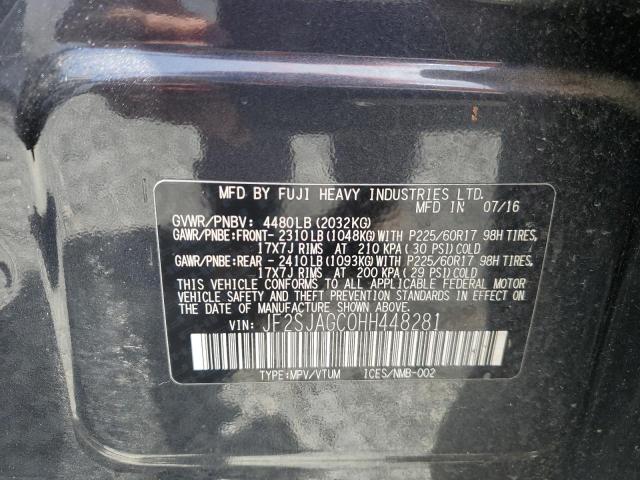 MFD BY FUJI HEAVY INDUSTRIES LTD.
MFD IN 07/16
GVWR/PNBV: 4480LB(2032KG)
GAWR/PNBE:FRONT-2310LB(1048KG)WITH P225/60R17 98H TIRES,
17X7J RIMS AT 210 KPA(30 PSI)COLD
GAWR/PNBE:REAR -2410LB(1093KG)WITH P225/60R17 98H TIRES,
17X7J RIMS AT 200 KPA(29 PSI)COLD
THIS VEHICLE CONFORMS TO ALL APPLICABLE FEDERAL MOTOR
VEHICLE SAFETY AND THEFT PREVENTION STANDARDS IN EFFECT ON
THE DATE OF MANUFACTURE SHOWN ABOVE.
VIN: JF2SJAGC0HH448281
TYPE:MPV/VTUM ICES/NMB-002